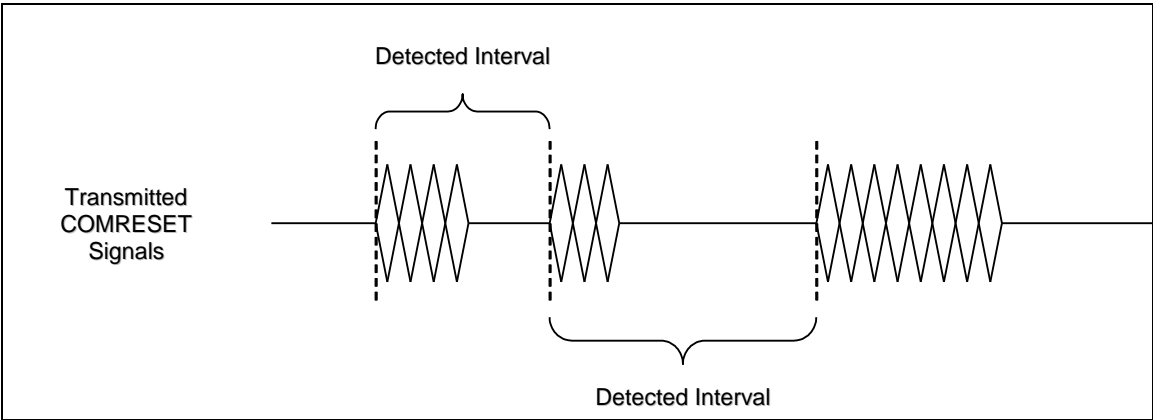 Detected Interval
Transmitted
COMRESET
Signals
Detected Interval